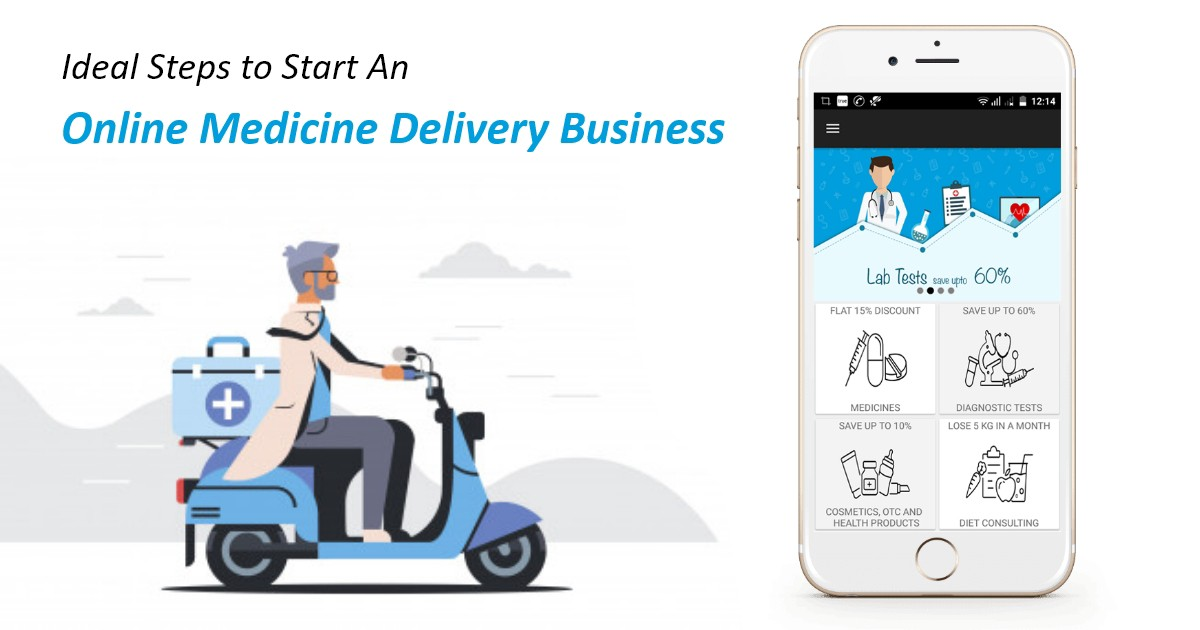 Ideal Steps to Start An
Online Medicine Delivery Business
12:14
Lab Tests save upto 60%
FLAT 15% DISCOUNT
MEDICINES
SAVE UP TO 60%
DIAGNOSTIC TESTS
SAVE UP TO 10%
COSMETICS, OTC AND
HEALTH PRODUCTS
LOSE 5 KG IN A MONTH
DIET CONSULTING